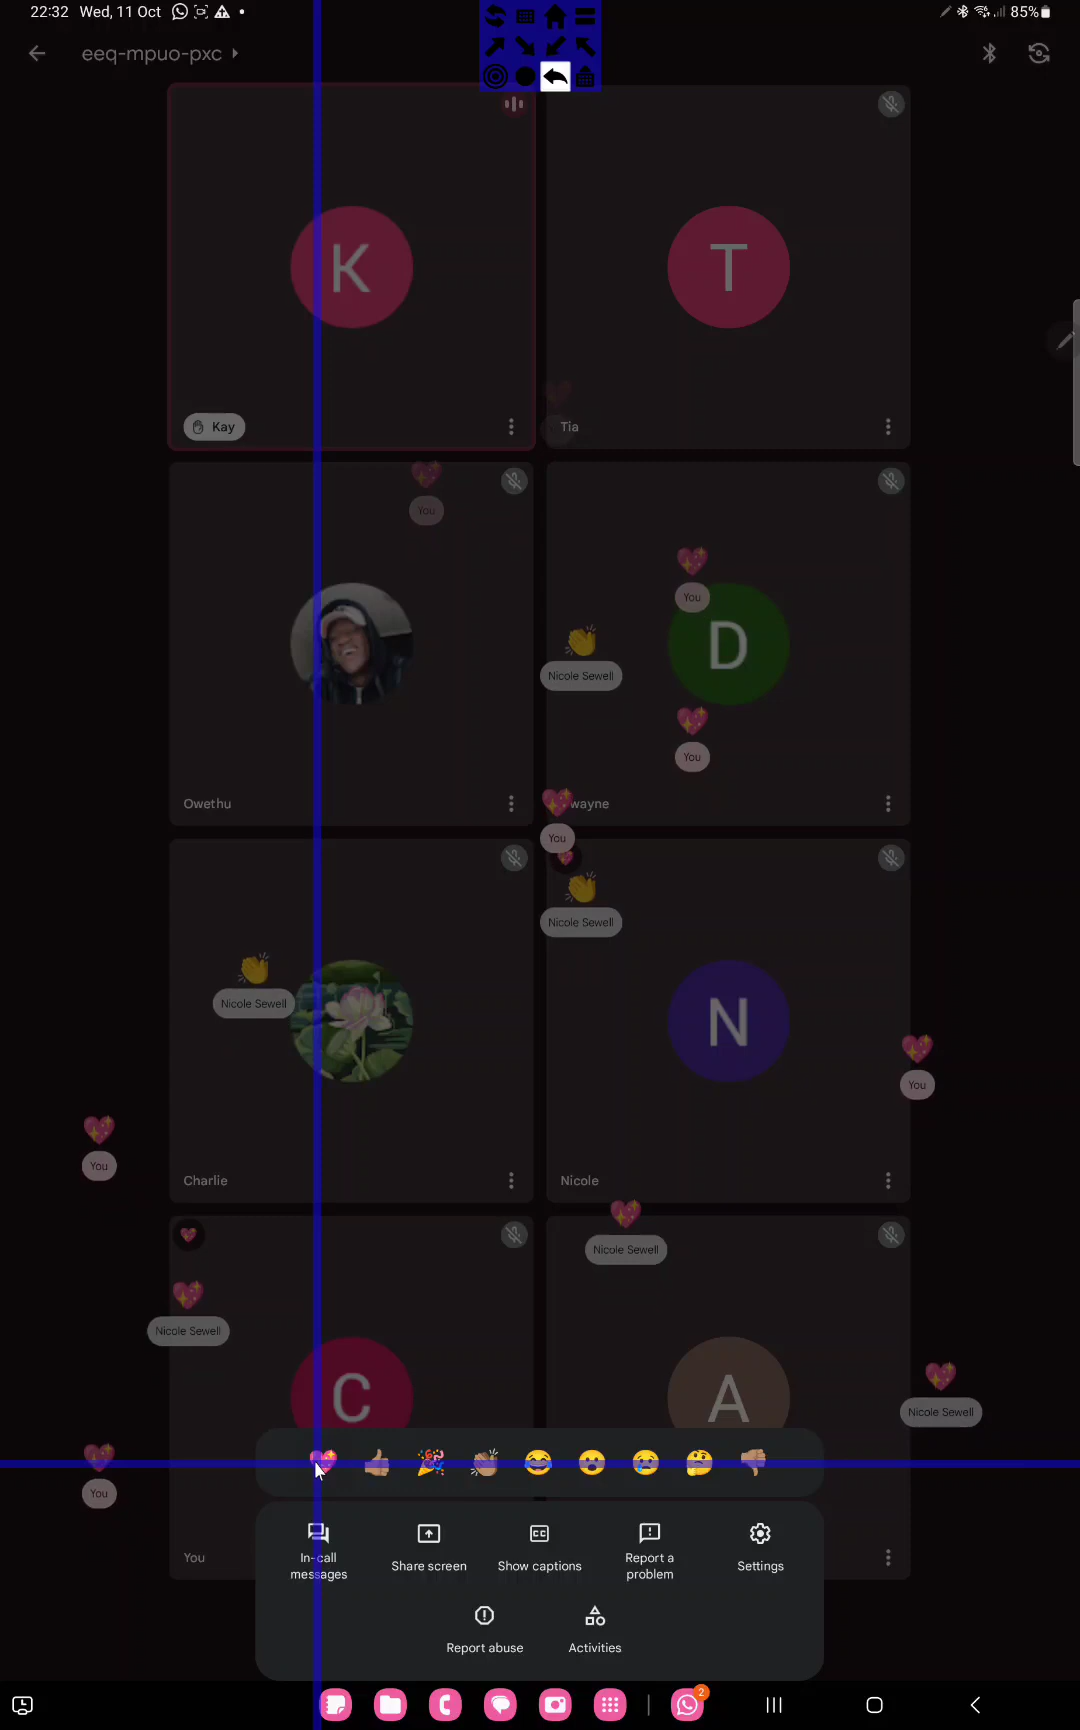 22:32 Wed, 11 Oct
85%
eeq-mpuo-pxc
K
T
Kay
Tia
You
You
Nicole Sewell
D
You
Owethu
wayne
You
Nicole Sewell
Nicole Sewell
N
You
You
Charlie
Nicole
Nicole Sewell
Nicole Sewell
C
A
Nicole Sewell
You
You
In-call messages
Share screen
CC
Show captions
Report a problem
Settings
Report abuse
Activities
2